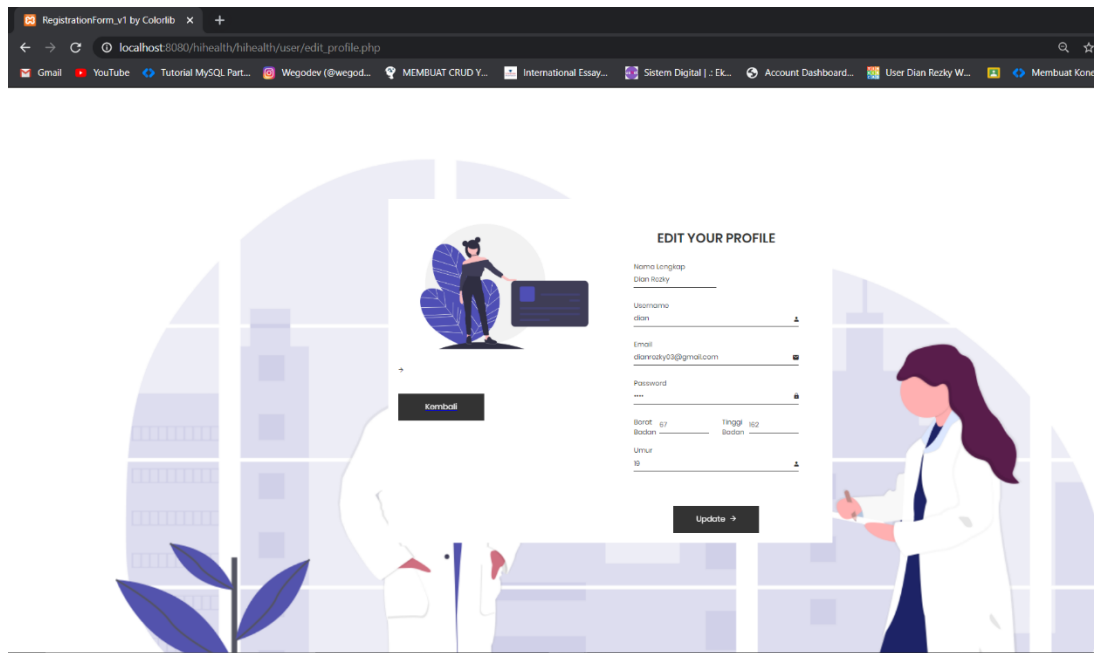 RegistrationForm_v1 by Colorlib
localhost:8080/hihealth/hihealth/user/edit_profile.php
Gmail YouTube Tutorial MySQL Part... Wegodev (@wegod... MEMBUAT CRUD Y... International Essay... Sistem Digital | .: Ek... Account Dashboard... User Dian Rezky W... Membuat Kone
EDIT YOUR PROFILE
Nama Lengkap
Dian Rezky
Username
dian
Email
dianrezky03@gmail.com
Password
••••
Berat Badan 67 Tinggi Badan 162
Umur
19
Kembali
Update →